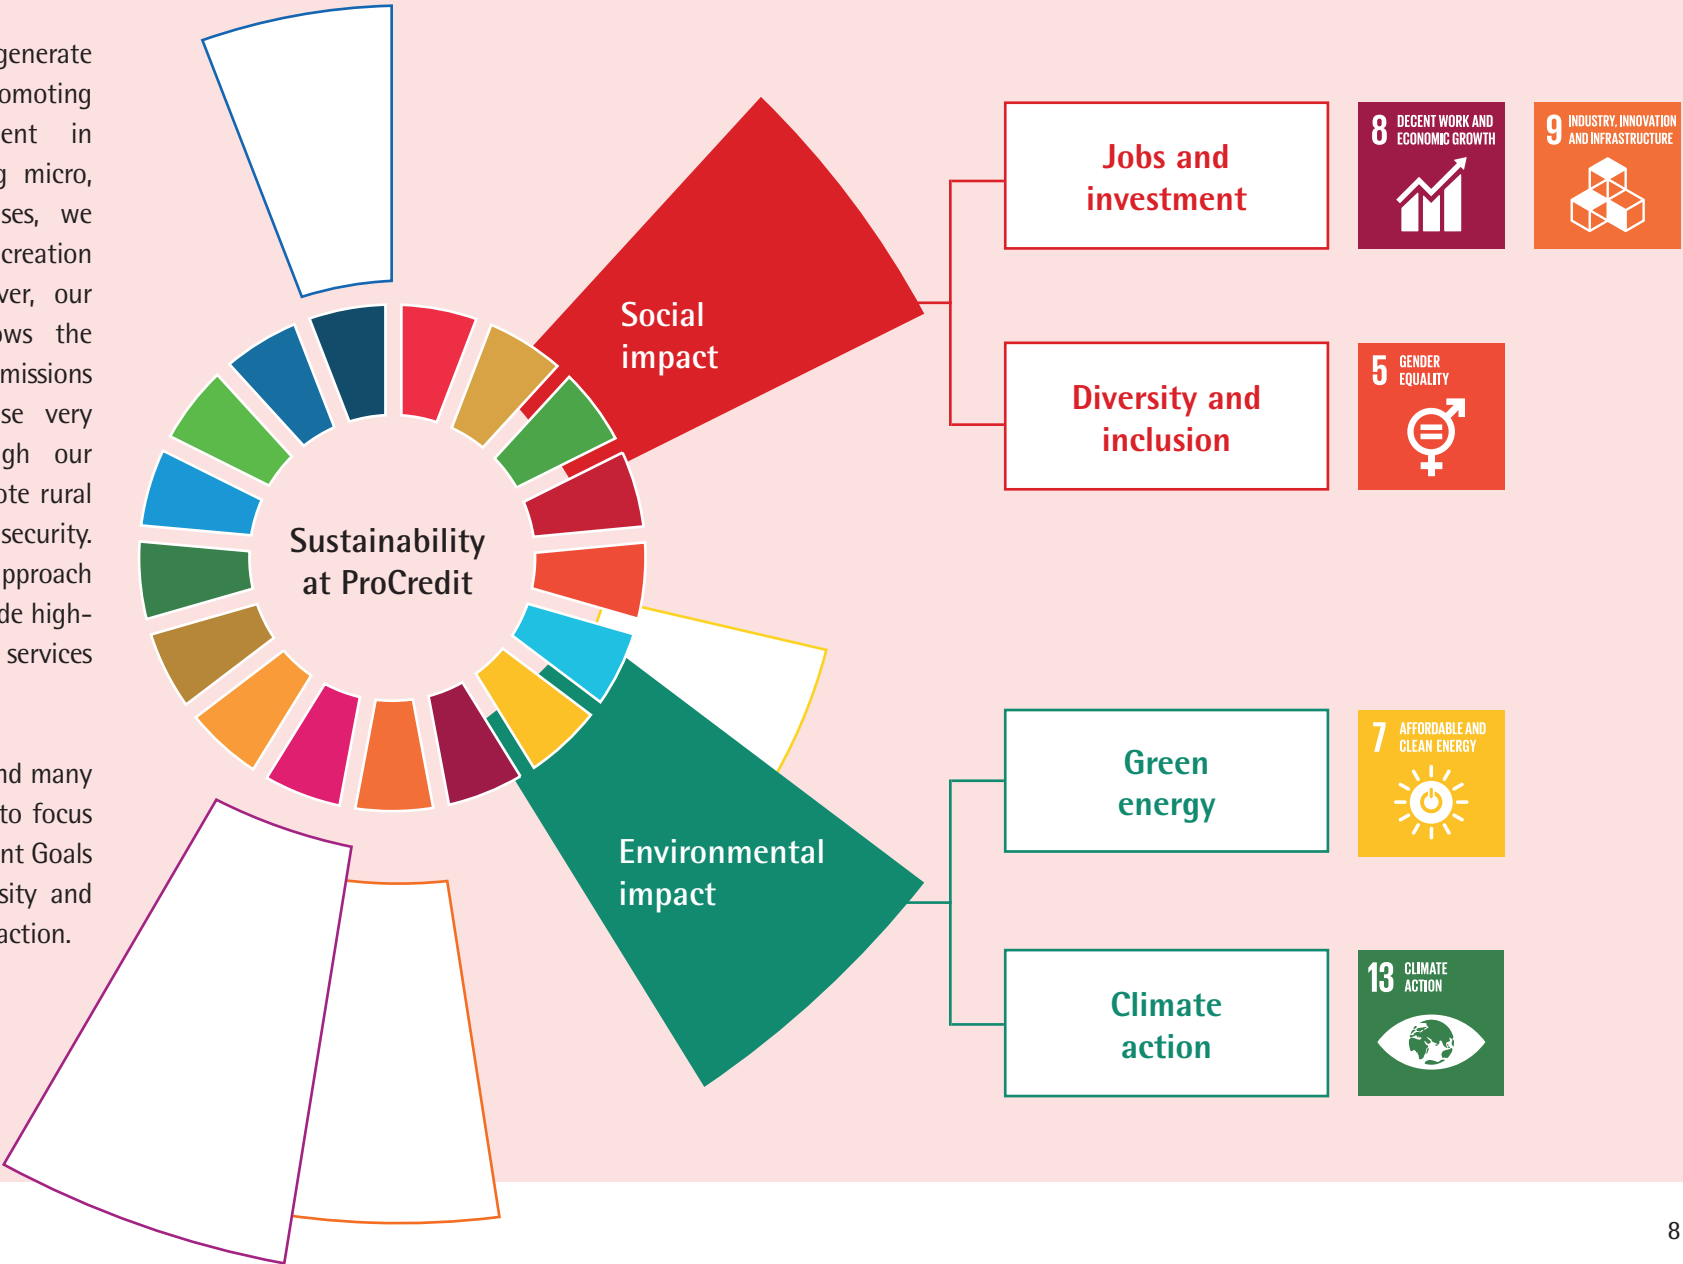 generate
omoting
ent in
g micro,
ses, we
creation
ver, our
ows the
missions
se very
gh our
ote rural
security.
pproach
de high-
services
nd many
to focus
nt Goals
sity and
action.
Sustainability
at ProCredit
Social
impact
Jobs and
investment
8 DECENT WORK AND
ECONOMIC GROWTH
9 INDUSTRY, INNOVATION
AND INFRASTRUCTURE
Diversity and
inclusion
5 GENDER
EQUALITY
Environmental
impact
Green
energy
7 AFFORDABLE AND
CLEAN ENERGY
Climate
action
13 CLIMATE
ACTION
8